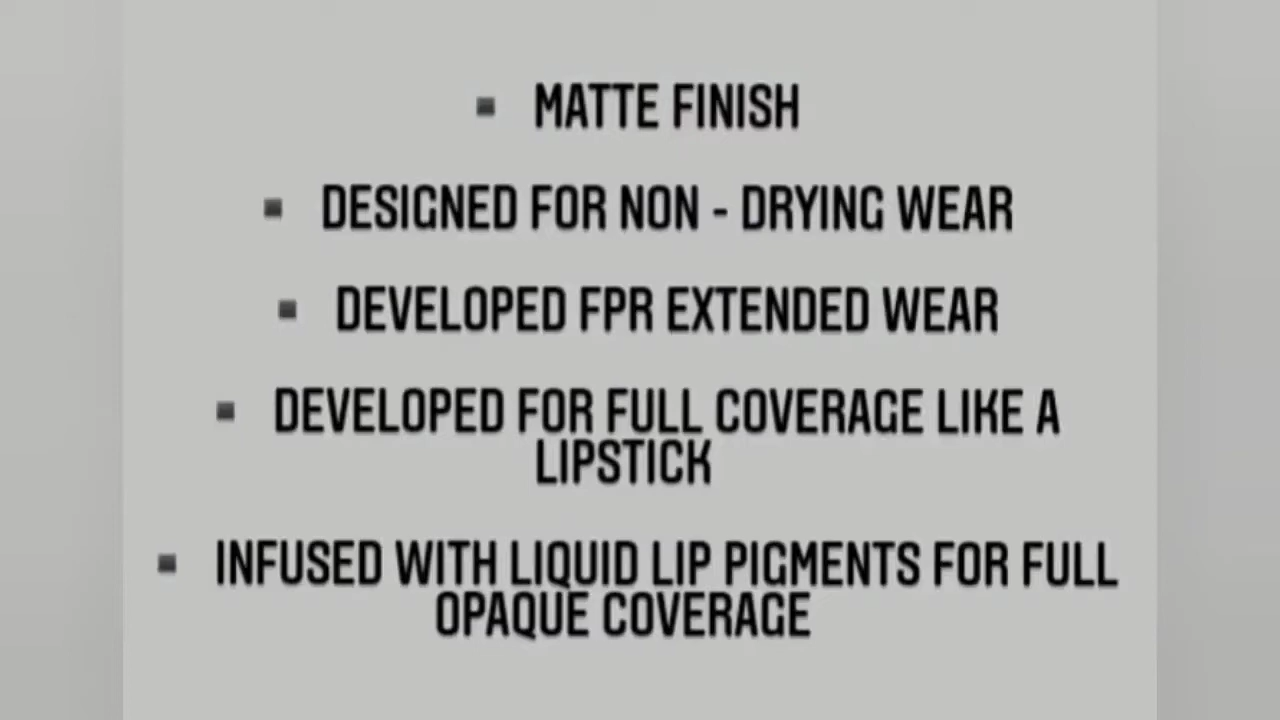 ▪ MATTE FINISH
▪ DESIGNED FOR NON - DRYING WEAR
▪ DEVELOPED FPR EXTENDED WEAR
▪ DEVELOPED FOR FULL COVERAGE LIKE A
LIPSTICK
▪ INFUSED WITH LIQUID LIP PIGMENTS FOR FULL
OPAQUE COVERAGE